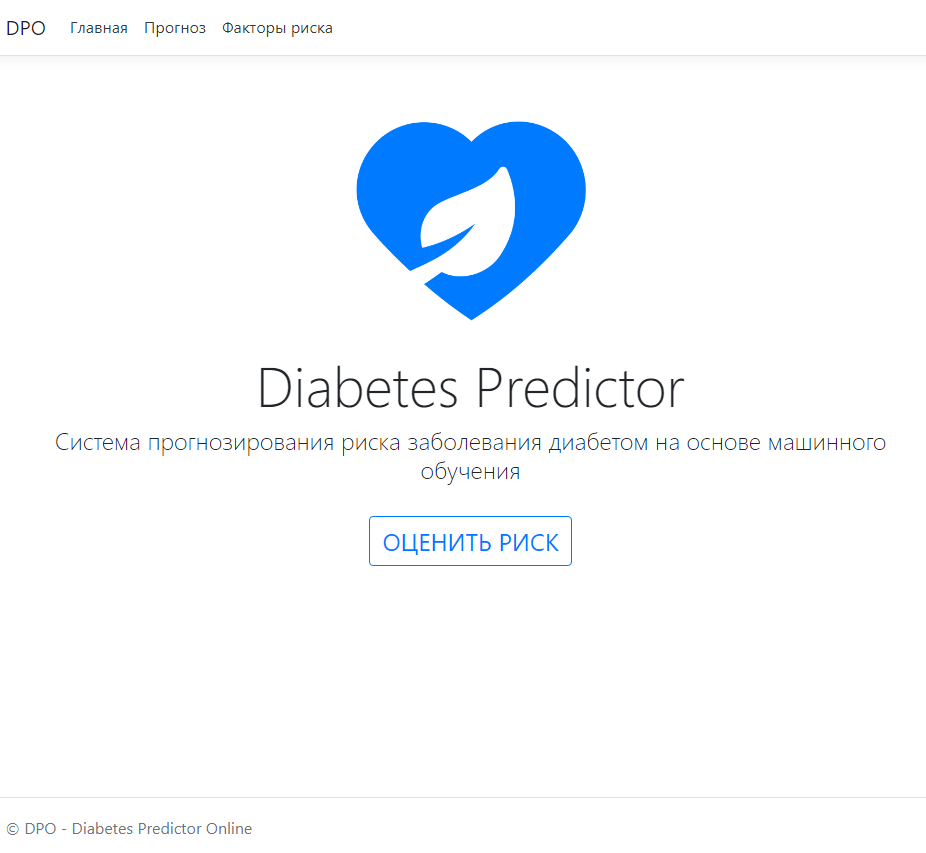 DPO Главная Прогноз Факторы риска
Diabetes Predictor
Система прогнозирования риска заболевания диабетом на основе машинного
обучения
ОЦЕНИТЬ РИСК
© DPO - Diabetes Predictor Online